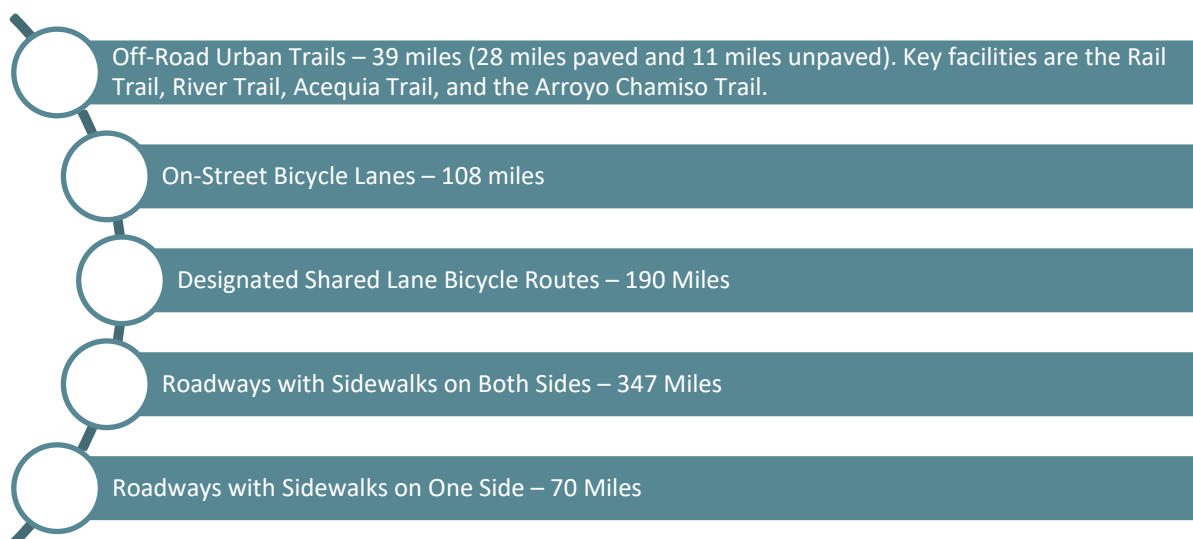 Off-Road Urban Trails – 39 miles (28 miles paved and 11 miles unpaved). Key facilities are the Rail
Trail, River Trail, Acequia Trail, and the Arroyo Chamiso Trail.
On-Street Bicycle Lanes – 108 miles
Designated Shared Lane Bicycle Routes – 190 Miles
Roadways with Sidewalks on Both Sides – 347 Miles
Roadways with Sidewalks on One Side – 70 Miles